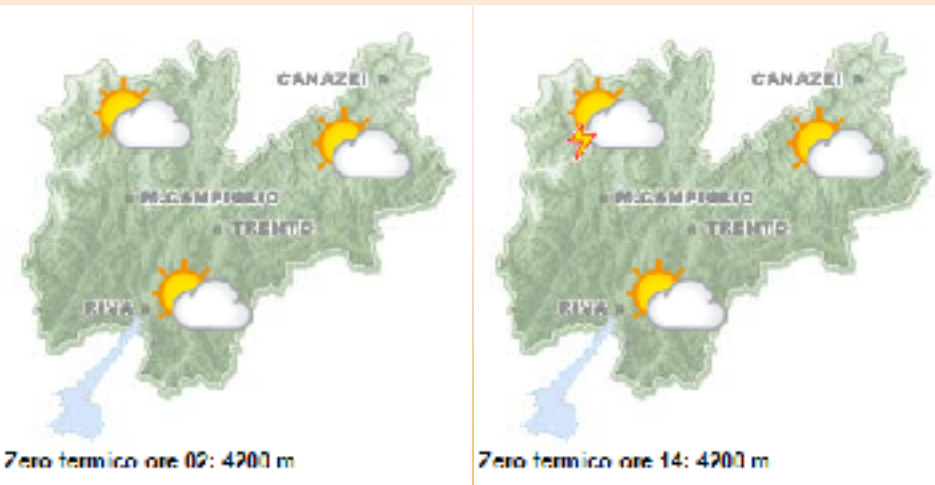 CANAZEI
M.CAMPIGLIO
TRENTO
RIVA
Zero termico ore 02: 4200 m
CANAZEI
M.CAMPIGLIO
TRENTO
RIVA
Zero termico ore 14: 4200 m